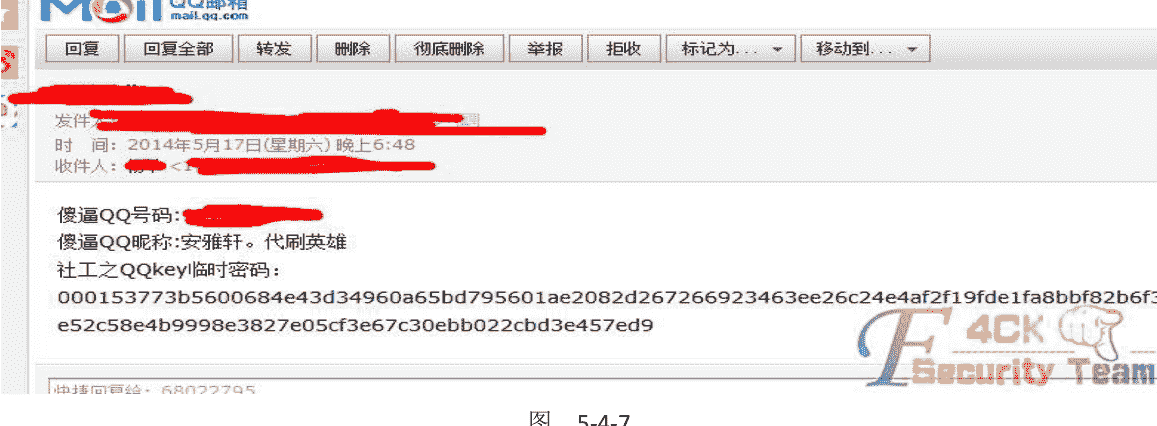 Mail QQ邮箱
mail.qq.com
回复 回复全部 转发 删除 彻底删除 举报 拒收 标记为... 移动到...
发件人
时 间：2014年5月17日(星期六) 晚上6:48
收件人： <1
傻逼QQ号码:
傻逼QQ昵称:安雅轩。代刷英雄
社工之QQkey临时密码：
000153773b5600684e43d34960a65bd795601ae2082d267266923463ee26c24e4af2f19fde1fa8bbf82b6f3
e52c58e4b9998e3827e05cf3e67c30ebb022cbd3e457ed9
F4CK
Security Team
快捷回复给：68022795
图 5-4-7